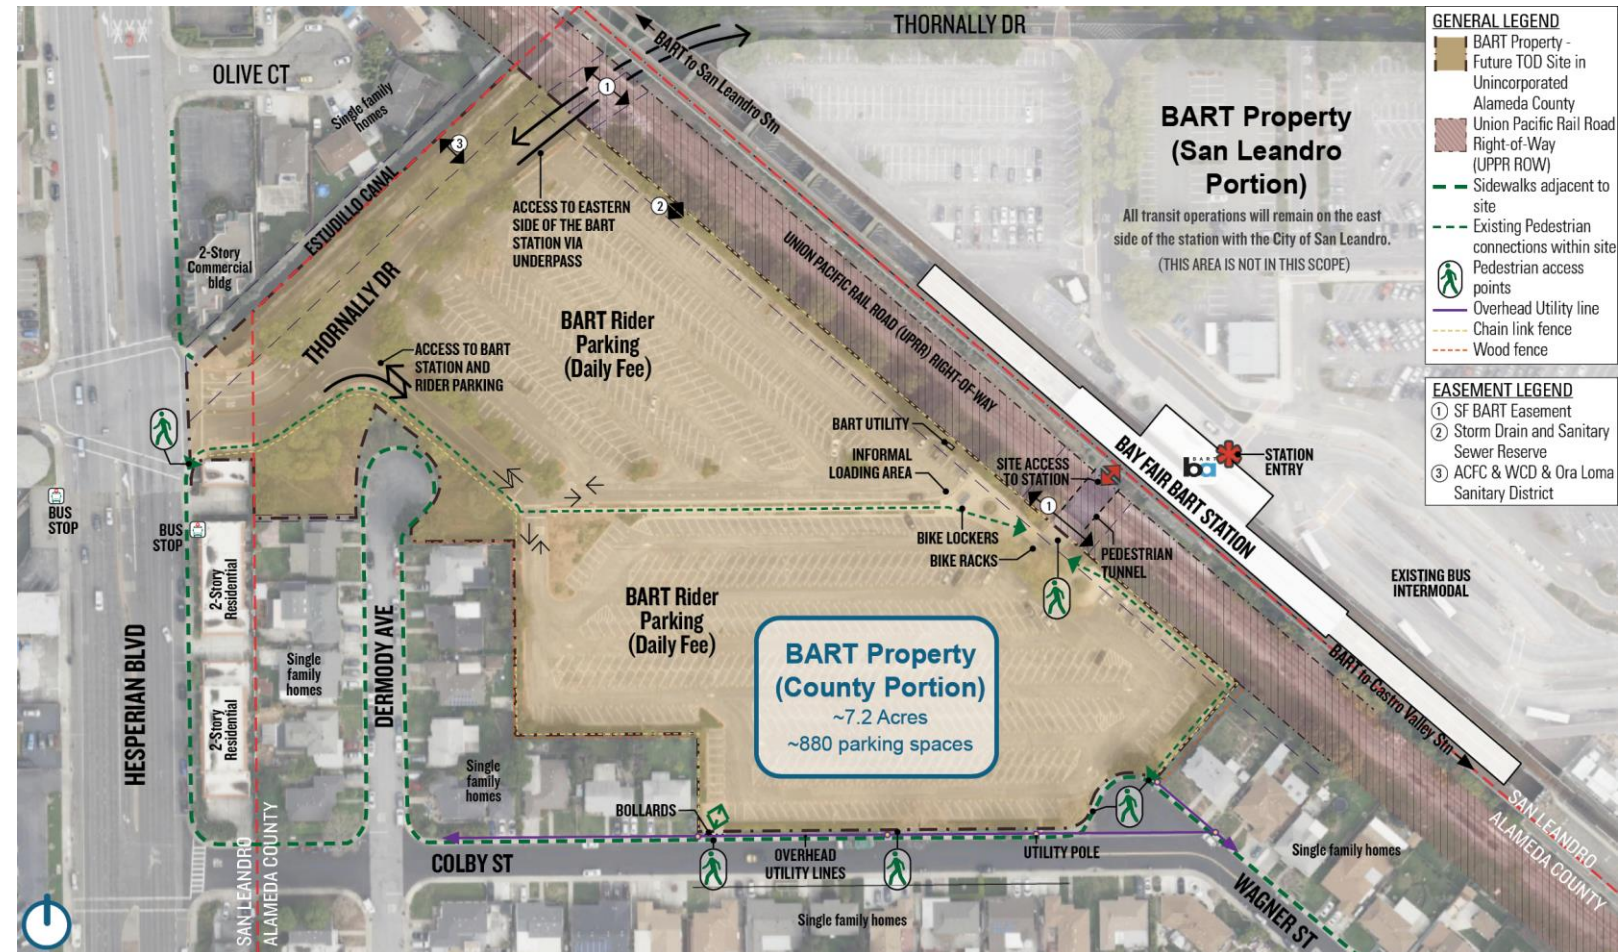 THORNALLY DR
BART to San Leandro Stn
OLIVE CT
Single family
homes
1
3
2
ESTUDILLO CANAL
2-Story
Commercial
bldg
ACCESS TO EASTERN
SIDE OF THE BART
STATION VIA
UNDERPASS
THORNALLY DR
BART Property
(San Leandro
Portion)
All transit operations will remain on the east
side of the station with the City of San Leandro.
(THIS AREA IS NOT IN THIS SCOPE)
UNION PACIFIC RAIL ROAD (UPRR) RIGHT-OF-WAY
BART Rider
Parking
(Daily Fee)
ACCESS TO BART
STATION AND
RIDER PARKING
BART UTILITY
INFORMAL
LOADING AREA
SITE ACCESS
TO STATION
1
BART
ba
STATION
ENTRY
BAY FAIR BART STATION
BIKE LOCKERS
BIKE RACKS
PEDESTRIAN
TUNNEL
EXISTING BUS
INTERMODAL
BUS
STOP
BUS
STOP
2-Story
Residential
2-Story
Residential
HESPERIAN BLVD
Single
family
homes
DERMODY AVE
Single
family
homes
BART Rider
Parking
(Daily Fee)
BART Property
(County Portion)
~7.2 Acres
~880 parking spaces
BART to Castro Valley Stn
BOLLARDS
COLBY ST
OVERHEAD
UTILITY LINES
UTILITY POLE
Single family homes
Single family homes
WAGNER ST
SAN LEANDRO
ALAMEDA COUNTY
SAN LEANDRO
ALAMEDA COUNTY
GENERAL LEGEND
BART Property -
Future TOD Site in
Unincorporated
Alameda County
Union Pacific Rail Road
Right-of-Way
(UPPR ROW)
Sidewalks adjacent to
site
Existing Pedestrian
connections within site
Pedestrian access
points
Overhead Utility line
Chain link fence
Wood fence
EASEMENT LEGEND
1 SF BART Easement
2 Storm Drain and Sanitary
Sewer Reserve
3 ACFC & WCD & Ora Loma
Sanitary District